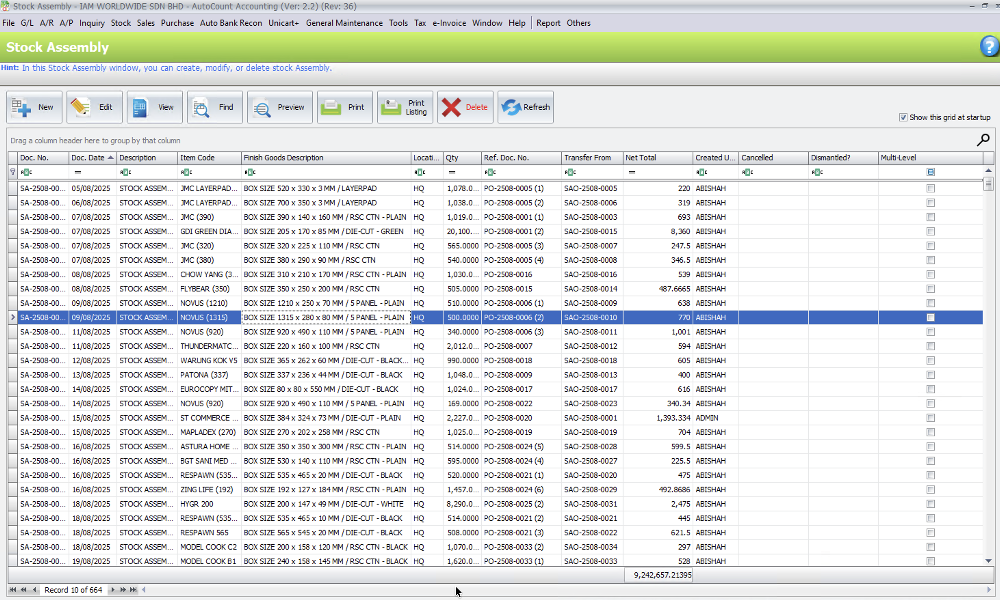 Stock Assembly - IAM WORLDWIDE SDN BHD - AutoCount Accounting (Ver: 2.2) (Rev: 36)
File G/L A/R A/P Inquiry Stock Sales Purchase Auto Bank Recon Unicart+ General Maintenance Tools Tax e-Invoice Window Help Report Others
Stock Assembly
Hint: In this Stock Assembly window, you can create, modify, or delete stock Assembly.
New Edit View Find Preview Print Print Listing Delete Refresh
Show this grid at startup
Drag a column header here to group by that column
Doc. No. Doc. Date Description Item Code Finish Goods Description Locati... Qty Ref. Doc. No. Transfer From Net Total Created U... Cancelled Dismantled? Multi-Level
ABC = ABC ABC ABC ABC = ABC ABC = ABC ABC ABC
SA-2508-00... 05/08/2025 STOCK ASSEM... JMC LAYERPAD... BOX SIZE 520 x 330 x 3 MM / LAYERPAD HQ 1,078.0... PO-2508-0005 (1) SAO-2508-0005 220 ABISHAH
SA-2508-00... 06/08/2025 STOCK ASSEM... JMC LAYERPAD... BOX SIZE 700 x 350 x 3 MM / LAYERPAD HQ 1,038.0... PO-2508-0005 (2) SAO-2508-0006 319 ABISHAH
SA-2508-00... 07/08/2025 STOCK ASSEM... JMC (390) BOX SIZE 390 x 140 x 160 MM / RSC CTN - PLAIN HQ 1,019.0... PO-2508-0001 (1) SAO-2508-0003 693 ABISHAH
SA-2508-00... 07/08/2025 STOCK ASSEM... GDI GREEN DIA... BOX SIZE 205 x 170 x 85 MM / DIE-CUT - GREEN HQ 20,100.... PO-2508-0001 (2) SAO-2508-0015 8,360 ABISHAH
SA-2508-00... 07/08/2025 STOCK ASSEM... JMC (320) BOX SIZE 320 x 225 x 110 MM / RSC CTN HQ 565.0000 PO-2508-0005 (3) SAO-2508-0007 247.5 ABISHAH
SA-2508-00... 07/08/2025 STOCK ASSEM... JMC (380) BOX SIZE 380 x 290 x 90 MM / RSC CTN HQ 540.0000 PO-2508-0005 (4) SAO-2508-0008 346.5 ABISHAH
SA-2508-00... 08/08/2025 STOCK ASSEM... CHOW YANG (3... BOX SIZE 310 x 210 x 170 MM / RSC CTN - PLAIN HQ 1,030.0... PO-2508-0016 SAO-2508-0016 539 ABISHAH
SA-2508-00... 08/08/2025 STOCK ASSEM... FLYBEAR (350) BOX SIZE 350 x 250 x 200 MM / RSC CTN HQ 505.0000 PO-2508-0015 SAO-2508-0014 487.6665 ABISHAH
SA-2508-00... 09/08/2025 STOCK ASSEM... NOVUS (1210) BOX SIZE 1210 x 250 x 70 MM / 5 PANEL - PLAIN HQ 510.0000 PO-2508-0006 (1) SAO-2508-0009 638 ABISHAH
SA-2508-00... 09/08/2025 STOCK ASSEM... NOVUS (1315) BOX SIZE 1315 x 280 x 80 MM / 5 PANEL - PLAIN HQ 500.0000 PO-2508-0006 (2) SAO-2508-0010 770 ABISHAH
SA-2508-00... 11/08/2025 STOCK ASSEM... NOVUS (920) BOX SIZE 920 x 490 x 110 MM / 5 PANEL - PLAIN HQ 340.0000 PO-2508-0006 (3) SAO-2508-0011 1,001 ABISHAH
SA-2508-00... 11/08/2025 STOCK ASSEM... THUNDERMATC... BOX SIZE 220 x 160 x 100 MM / RSC CTN HQ 2,012.0... PO-2508-0007 SAO-2508-0012 594 ABISHAH
SA-2508-00... 12/08/2025 STOCK ASSEM... WARUNG KOK V5 BOX SIZE 365 x 262 x 60 MM / DIE-CUT - BLACK... HQ 990.0000 PO-2508-0018 SAO-2508-0018 605 ABISHAH
SA-2508-00... 13/08/2025 STOCK ASSEM... PATONA (337) BOX SIZE 337 x 236 x 44 MM / DIE-CUT - BLACK HQ 1,048.0... PO-2508-0009 SAO-2508-0013 400 ABISHAH
SA-2508-00... 14/08/2025 STOCK ASSEM... EUROCOPY MIT... BOX SIZE 80 x 80 x 550 MM / DIE-CUT - BLACK HQ 1,024.0... PO-2508-0017 SAO-2508-0017 616 ABISHAH
SA-2508-00... 14/08/2025 STOCK ASSEM... NOVUS (920) BOX SIZE 920 x 490 x 110 MM / 5 PANEL - PLAIN HQ 169.0000 PO-2508-0022 SAO-2508-0023 340.34 ABISHAH
SA-2508-00... 15/08/2025 STOCK ASSEM... ST COMMERCE ... BOX SIZE 384 x 324 x 73 MM / DIE-CUT - PLAIN HQ 2,227.0... PO-2508-0020 SAO-2508-0001 1,393.334 ADMIN
SA-2508-00... 15/08/2025 STOCK ASSEM... MAPLADEX (270) BOX SIZE 270 x 202 x 258 MM / RSC CTN HQ 1,025.0... PO-2508-0019 SAO-2508-0019 704 ABISHAH
SA-2508-00... 16/08/2025 STOCK ASSEM... ASTURA HOME ... BOX SIZE 350 x 350 x 300 MM / RSC CTN - PLAIN HQ 514.0000 PO-2508-0024 (5) SAO-2508-0028 599.5 ABISHAH
SA-2508-00... 16/08/2025 STOCK ASSEM... BGT SANI MED ... BOX SIZE 530 x 140 x 110 MM / RSC CTN - PLAIN HQ 595.0000 PO-2508-0024 (4) SAO-2508-0027 225.5 ABISHAH
SA-2508-00... 16/08/2025 STOCK ASSEM... RESPAWN (535... BOX SIZE 535 x 465 x 20 MM / DIE-CUT - BLACK HQ 520.0000 PO-2508-0021 (1) SAO-2508-0020 475 ABISHAH
SA-2508-00... 16/08/2025 STOCK ASSEM... ZING LIFE (192) BOX SIZE 192 x 127 x 184 MM / RSC CTN - PLAIN HQ 1,457.0... PO-2508-0024 (6) SAO-2508-0029 492.8686 ABISHAH
SA-2508-00... 18/08/2025 STOCK ASSEM... HYGR 200 BOX SIZE 200 x 147 x 49 MM / DIE-CUT - WHITE HQ 8,290.0... PO-2508-0025 (2) SAO-2508-0031 2,475 ABISHAH
SA-2508-00... 18/08/2025 STOCK ASSEM... RESPAWN (535... BOX SIZE 535 x 465 x 10 MM / DIE-CUT - BLACK HQ 514.0000 PO-2508-0021 (2) SAO-2508-0021 445 ABISHAH
SA-2508-00... 18/08/2025 STOCK ASSEM... RESPAWN 565 BOX SIZE 565 x 545 x 20 MM / DIE-CUT - BLACK HQ 508.0000 PO-2508-0021 (3) SAO-2508-0022 621.5 ABISHAH
SA-2508-00... 18/08/2025 STOCK ASSEM... MODEL COOK C2 BOX SIZE 200 x 158 x 120 MM / RSC CTN - BLACK HQ 1,070.0... PO-2508-0033 (2) SAO-2508-0034 297 ABISHAH
SA-2508-00... 19/08/2025 STOCK ASSEM... MODEL COOK B1 BOX SIZE 240 x 158 x 145 MM / RSC CTN - BLACK HQ 1,620.0... PO-2508-0033 (1) SAO-2508-0033 528 ABISHAH
9,242,657.21395
Record 10 of 664